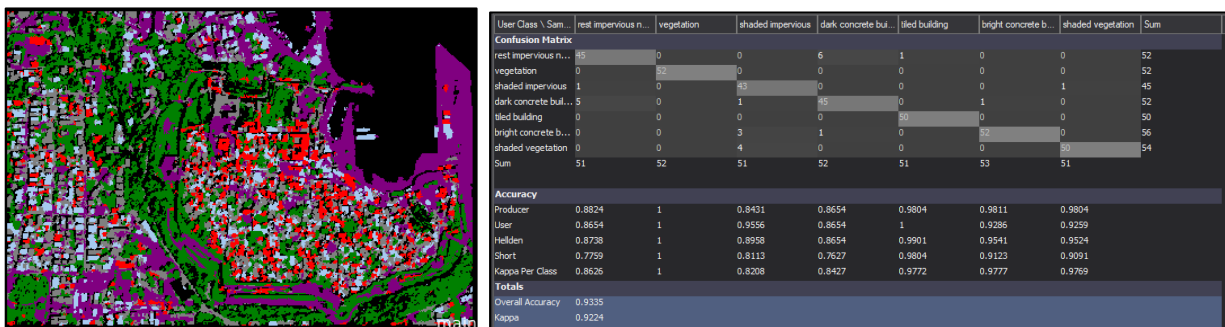 main
User Class \ Sam... rest impervious n... vegetation shaded impervious dark concrete bui... tiled building bright concrete b... shaded vegetation Sum
Confusion Matrix
rest impervious n... 45 0 0 6 1 0 0 52
vegetation 0 52 0 0 0 0 0 52
shaded impervious 1 0 43 0 0 0 1 45
dark concrete buil... 5 0 1 45 0 1 0 52
tiled building 0 0 0 0 50 0 0 50
bright concrete b... 0 0 3 1 0 52 0 56
shaded vegetation 0 0 4 0 0 0 50 54
Sum 51 52 51 52 51 53 51
Accuracy
Producer 0.8824 1 0.8431 0.8654 0.9804 0.9811 0.9804
User 0.8654 1 0.9556 0.8654 1 0.9286 0.9259
Hellden 0.8738 1 0.8958 0.8654 0.9901 0.9541 0.9524
Short 0.7759 1 0.8113 0.7627 0.9804 0.9123 0.9091
Kappa Per Class 0.8626 1 0.8208 0.8427 0.9772 0.9777 0.9769
Totals
Overall Accuracy 0.9335
Kappa 0.9224